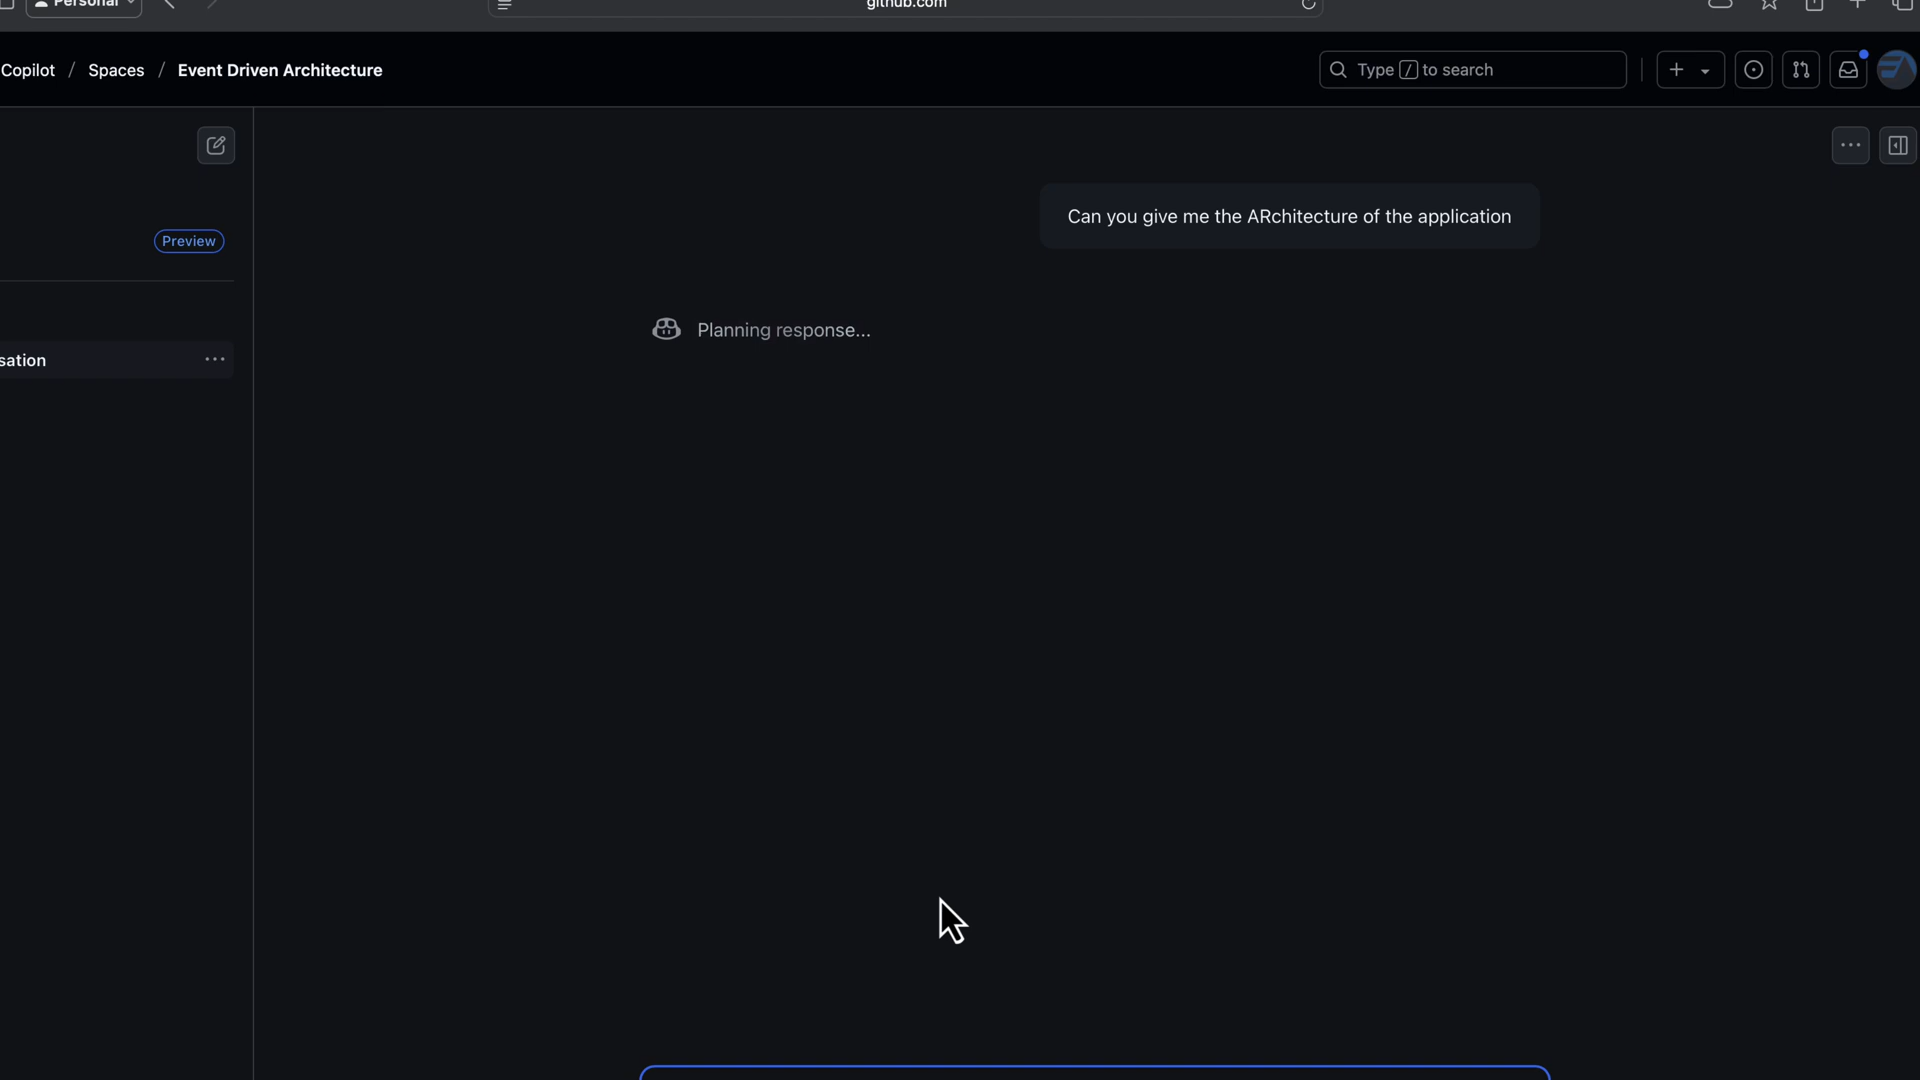 Personal
github.com
Copilot / Spaces / Event Driven Architecture
Type / to search
Can you give me the ARchitecture of the application
Preview
Planning response...
sation